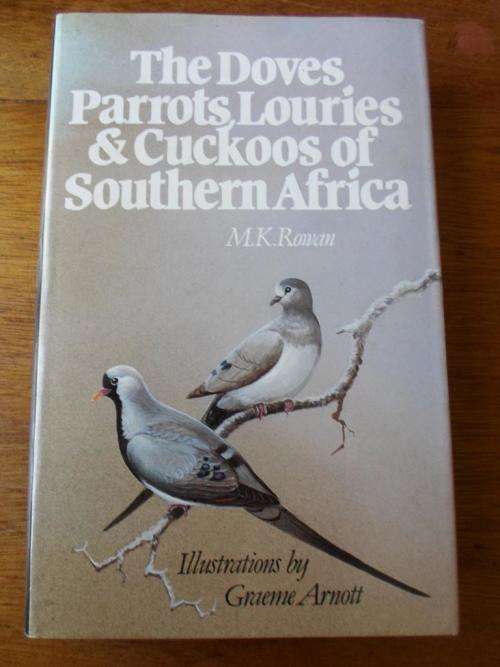 The Doves
Parrots, Louries
& Cuckoos of
Southern Africa
M.K.Rowan
Illustrations by
Graeme Arnott